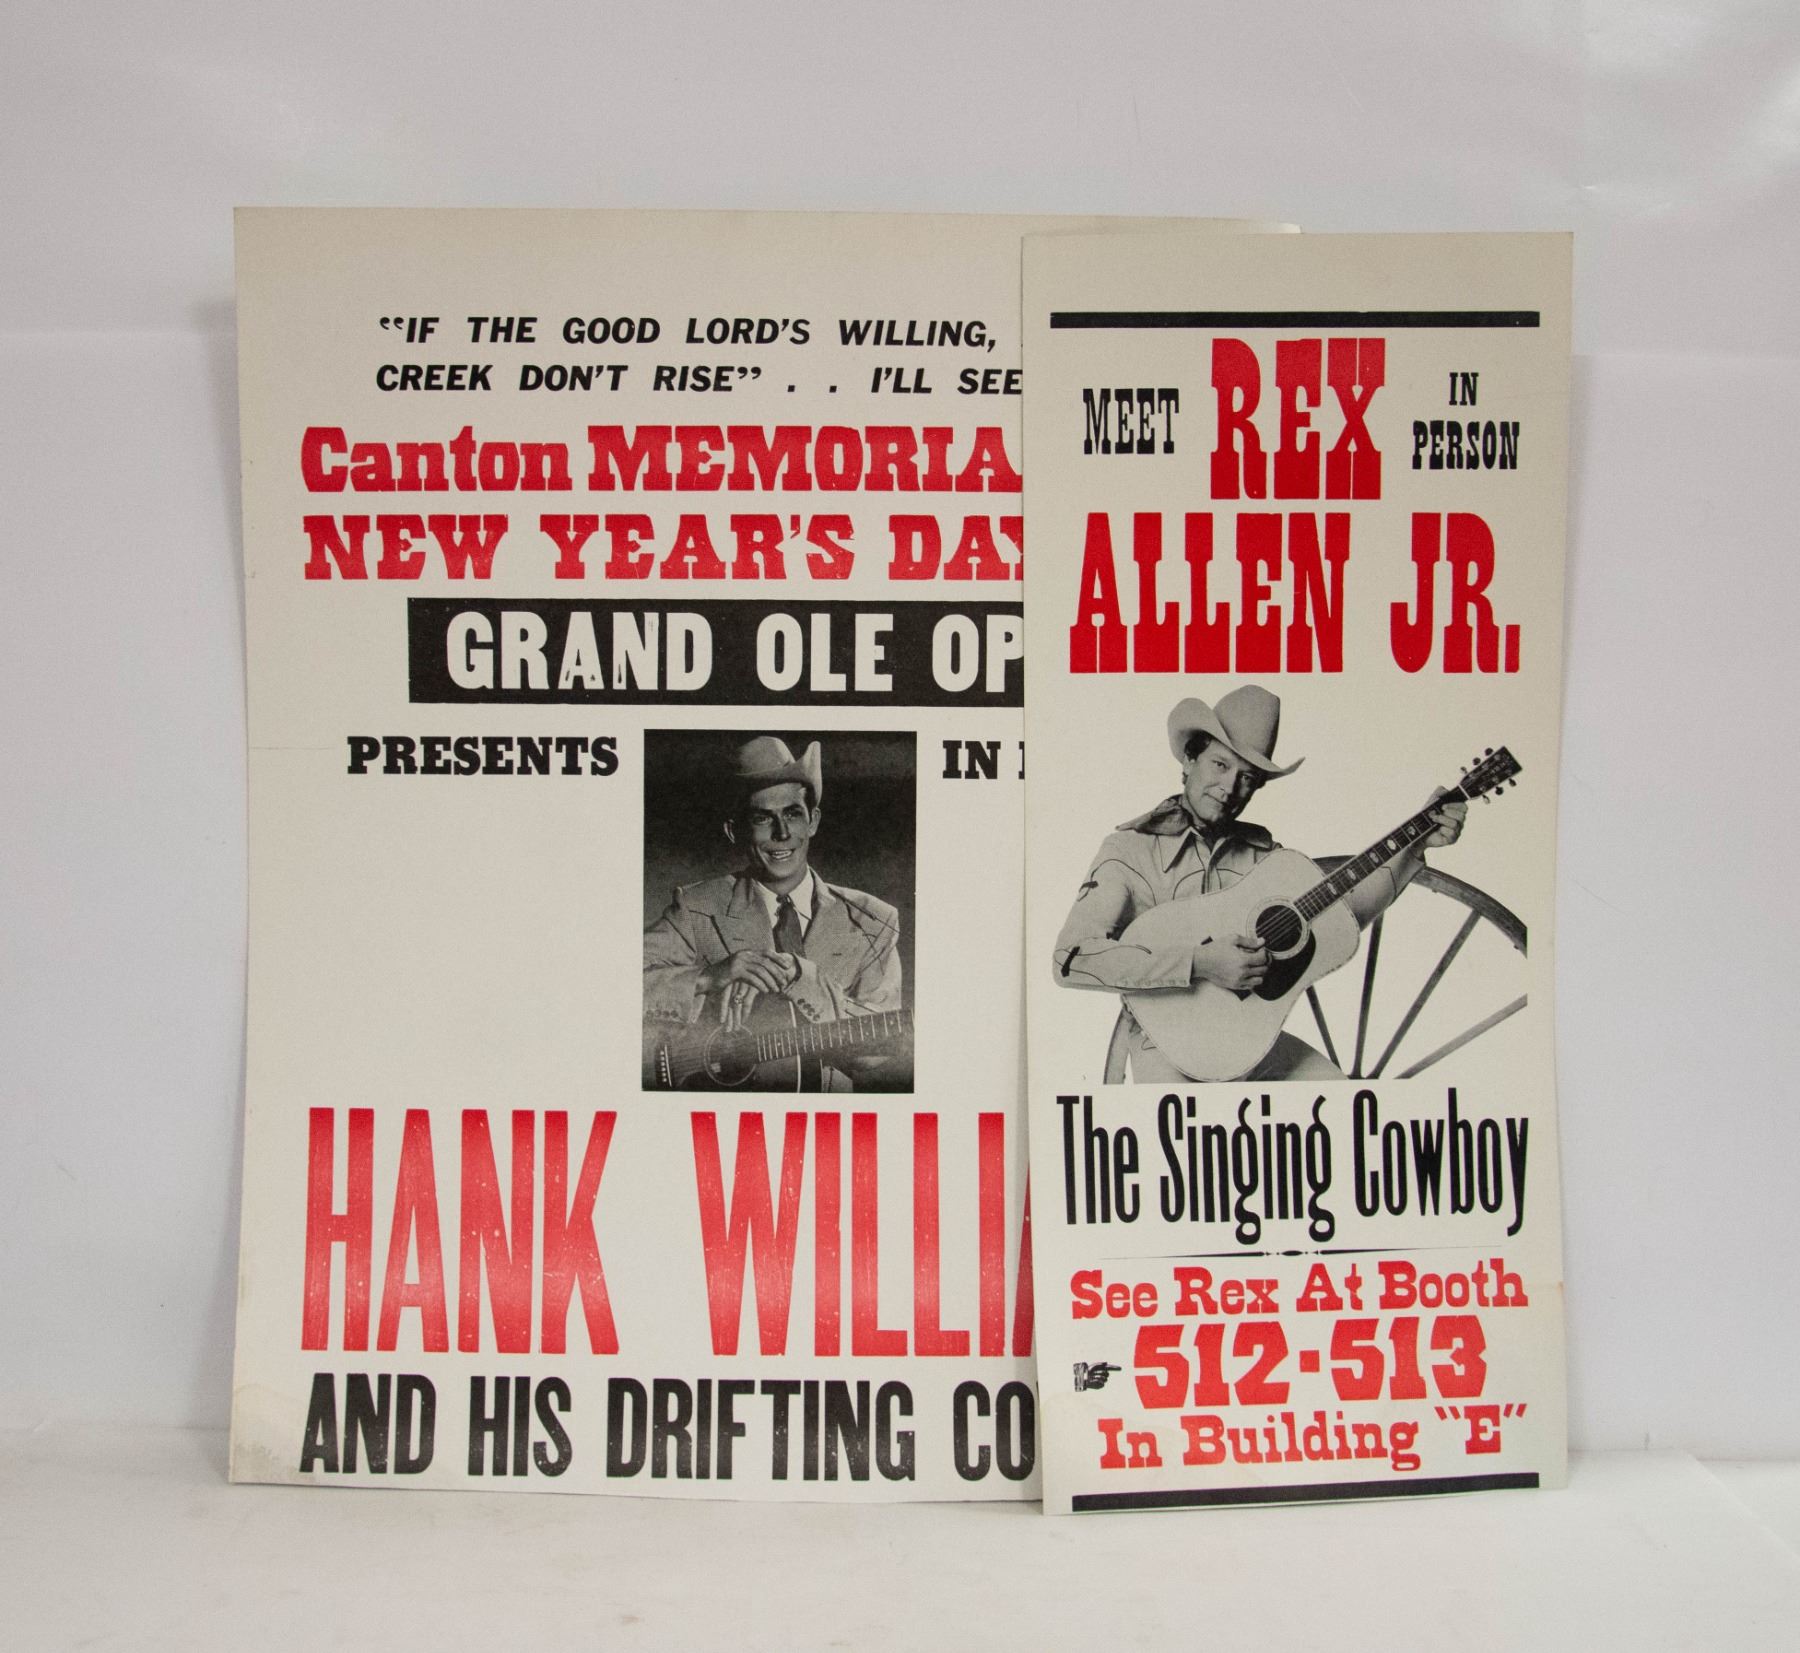 “IF THE GOOD LORD'S WILLING,
CREEK DON'T RISE” . . I'LL SEE
Canton MEMORIA
NEW YEAR'S DAY
GRAND OLE OP
PRESENTS IN
HANK WILLI
AND HIS DRIFTING CO
MEET REX IN PERSON
ALLEN JR.
The Singing Cowboy
See Rex At Booth
512-513
In Building “E”